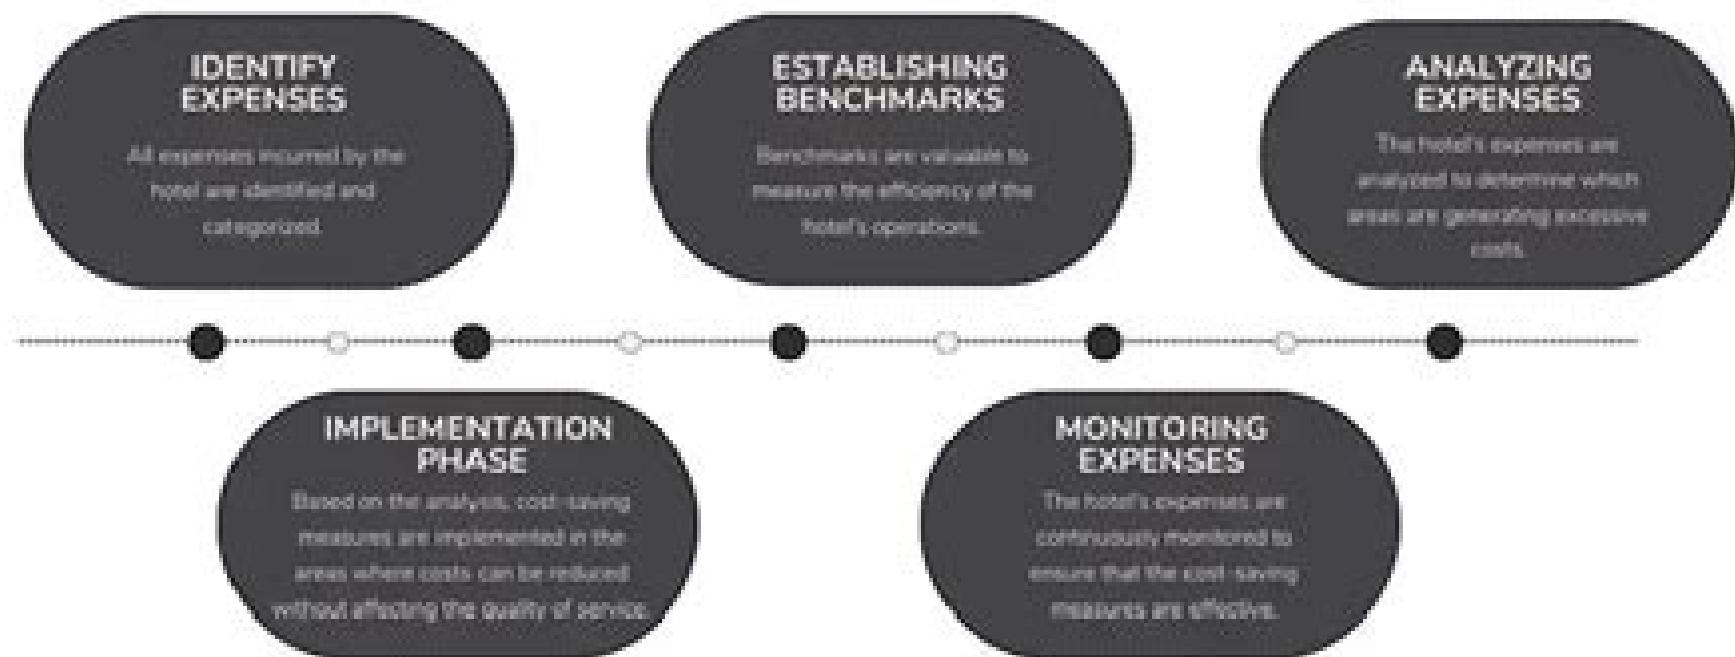 IDENTIFY
EXPENSES
All expenses incurred by the
hotel are identified and
categorized.
ESTABLISHING
BENCHMARKS
Benchmarks are valuable to
measure the efficiency of the
hotel's operations.
ANALYZING
EXPENSES
The hotel's expenses are
analyzed to determine which
areas are generating excessive
costs.
IMPLEMENTATION
PHASE
Based on the analysis, cost-saving
measures are implemented in the
areas where costs can be reduced
without affecting the quality of service.
MONITORING
EXPENSES
The hotel's expenses are
continuously monitored to
ensure that the cost-saving
measures are effective.